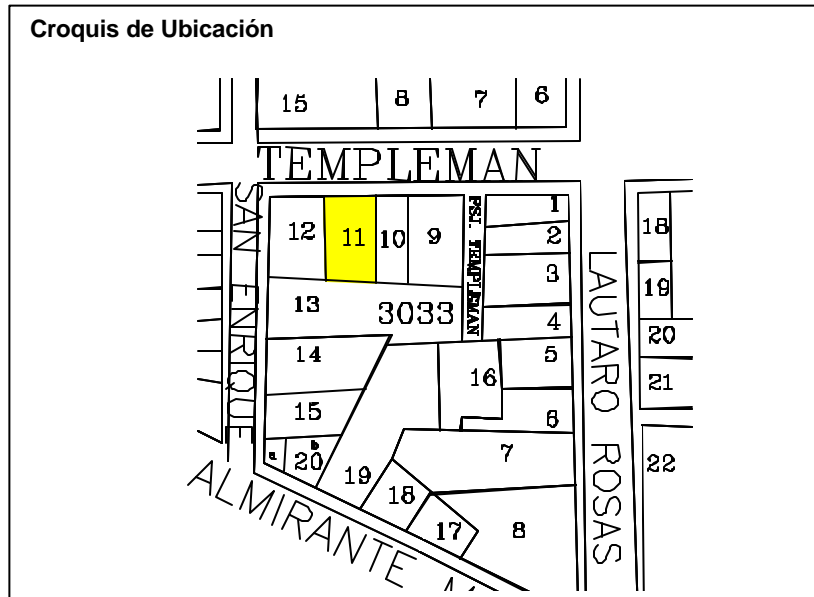 Croquis de Ubicación
15 8 7 6
TEMPLEMAN
SAN ENRIQUE
PSJ. TEMPLEMAN
LAUTARO ROSAS
ALMIRANTE M
12 11 10 9
13 3033
14
15
a b 20
19 18 17
16
1
2
3
4
5
6
7
8
18
19
20
21
22